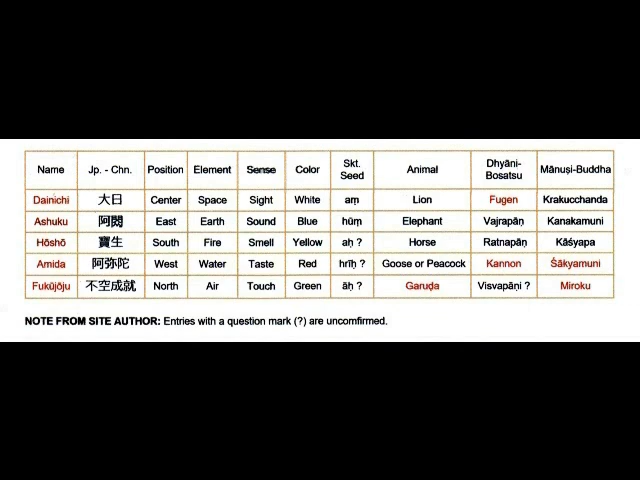 Name Jp. - Chn. Position Element Sense Color Skt. Seed Animal Dhyāni-Bosatsu Mānuṣi-Buddha
Dainichi 大日 Center Space Sight White aṃ Lion Fugen Krakucchanda
Ashuku 阿閦 East Earth Sound Blue hūṃ Elephant Vajrapāṇ Kanakamuni
Hōshō 寶生 South Fire Smell Yellow aḥ ? Horse Ratnapāṇ Kāśyapa
Amida 阿弥陀 West Water Taste Red hrīḥ ? Goose or Peacock Kannon Śākyamuni
Fukūjōju 不空成就 North Air Touch Green āḥ ? Garuḍa Visvapāṇi ? Miroku
NOTE FROM SITE AUTHOR: Entries with a question mark (?) are uncomfirmed.